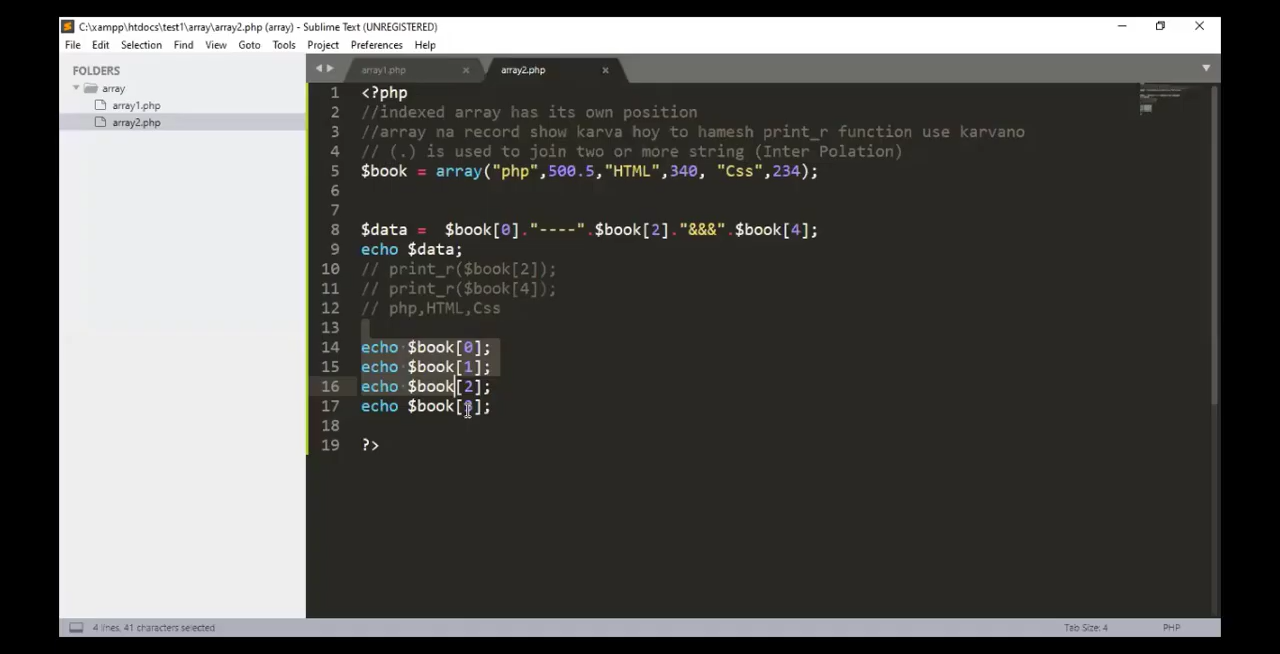 C:\xampp\htdocs\test1\array\array2.php (array) - Sublime Text (UNREGISTERED)
File Edit Selection Find View Goto Tools Project Preferences Help
FOLDERS
array
array1.php
array2.php
array1.php array2.php
1 <?php
2 //indexed array has its own position
3 //array na record show karva hoy to hamesh print_r function use karvano
4 // (.) is used to join two or more string (Inter Polation)
5 $book = array("php",500.5,"HTML",340, "Css",234);
6
7
8 $data =  $book[0]."----".$book[2]."&&&".$book[4];
9 echo $data;
10 // print_r($book[2]);
11 // print_r($book[4]);
12 // php,HTML,Css
13
14 echo $book[0];
15 echo $book[1];
16 echo $book[2];
17 echo $book[3];
18
19 ?>
4 lines, 41 characters selected
Tab Size: 4
PHP